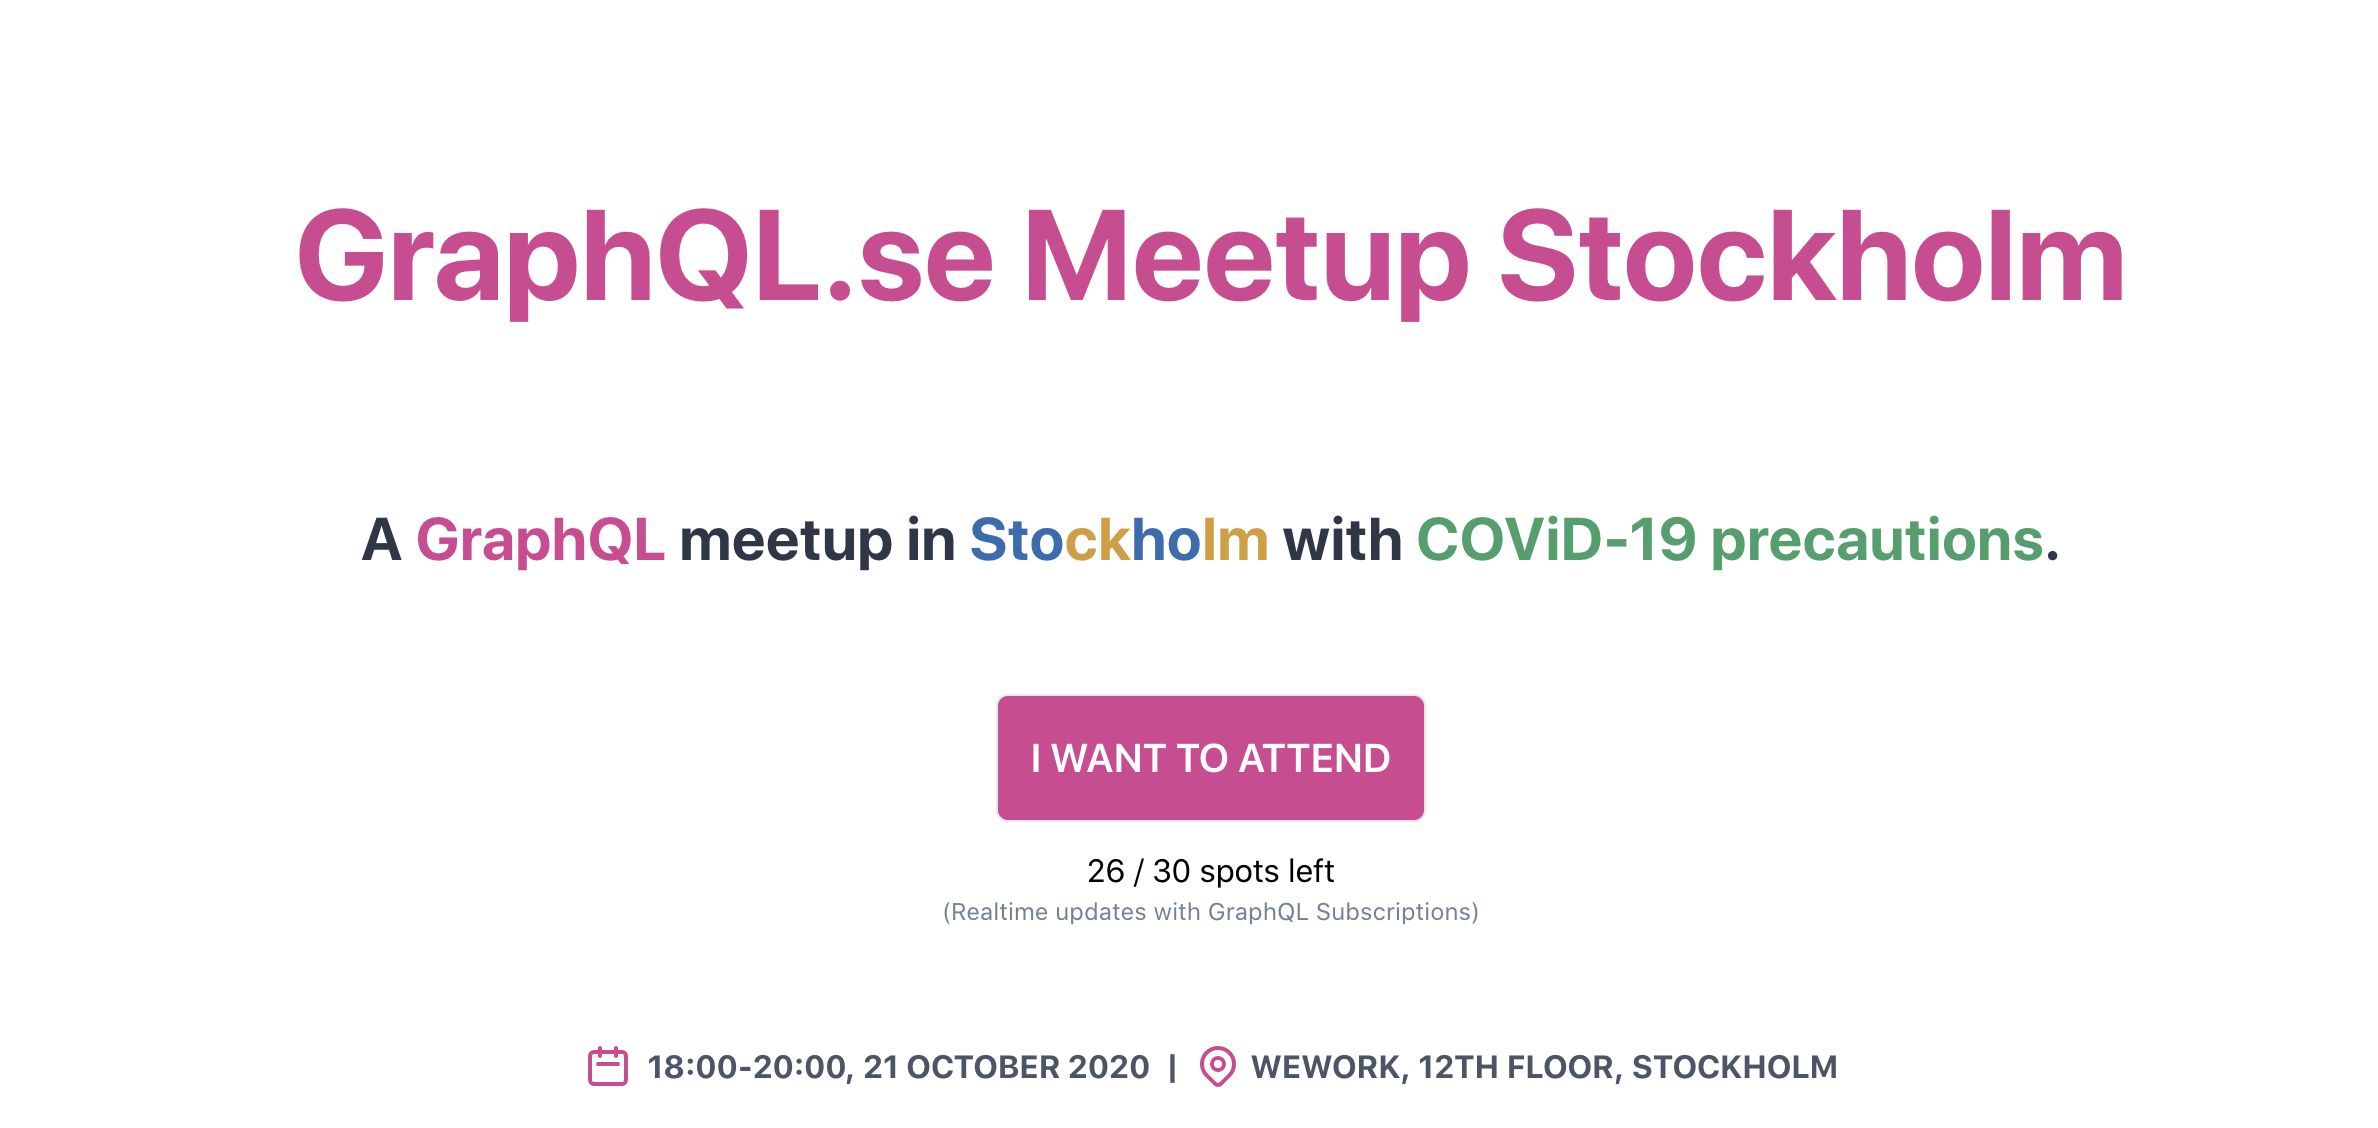 GraphQL.se Meetup Stockholm
A GraphQL meetup in Stockholm with COViD-19 precautions.
I WANT TO ATTEND
26 / 30 spots left
(Realtime updates with GraphQL Subscriptions)
18:00-20:00, 21 OCTOBER 2020 | WEWORK, 12TH FLOOR, STOCKHOLM